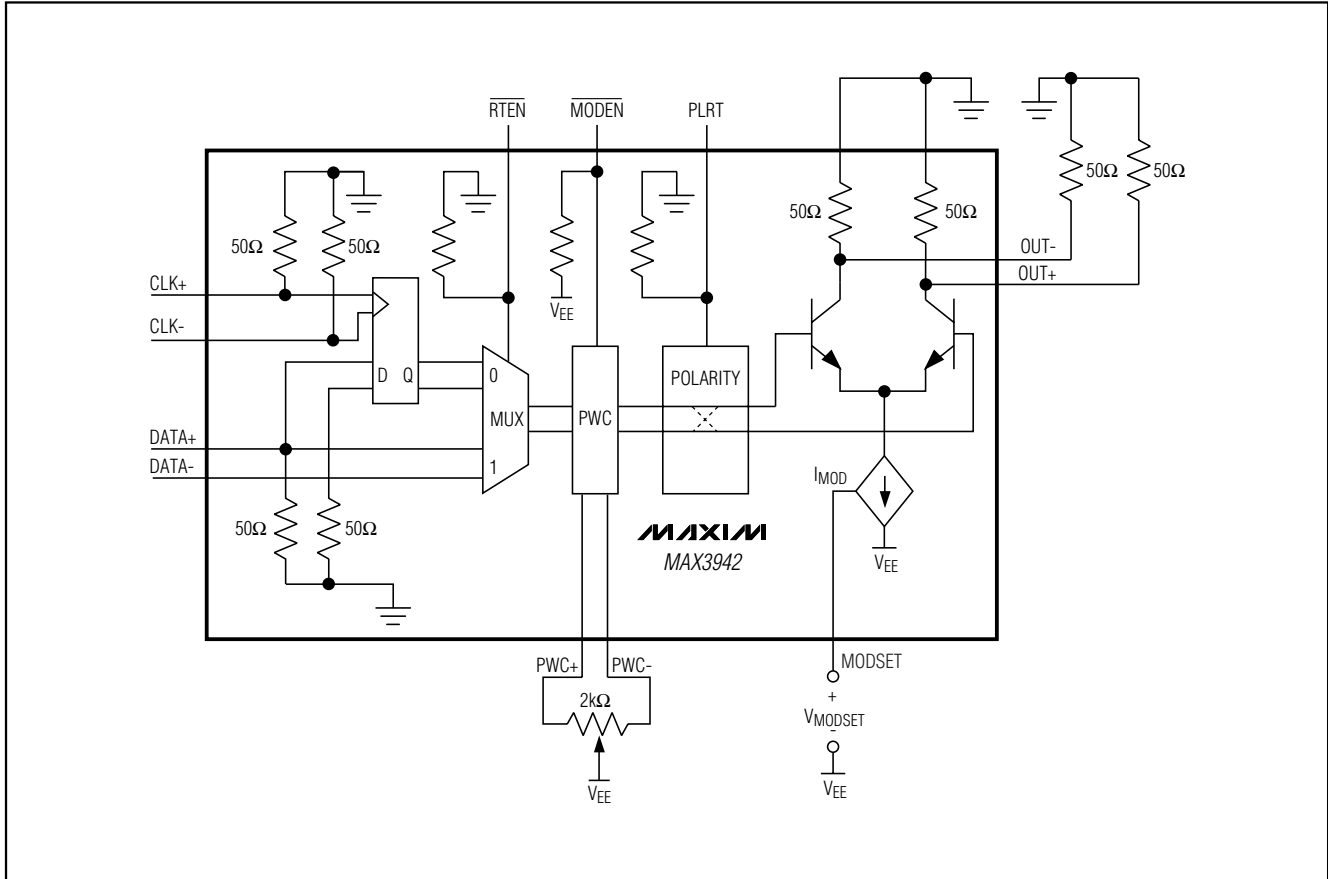 RTEN
MODEN
PLRT
50Ω
50Ω
50Ω
50Ω
50Ω
50Ω
OUT-
OUT+
CLK+
CLK-
VEE
D Q
0
MUX
1
PWC
POLARITY
DATA+
DATA-
IMOD
50Ω
50Ω
MAXIM
MAX3942
VEE
PWC+
PWC-
2kΩ
VEE
MODSET
+
VMODSET
-
VEE